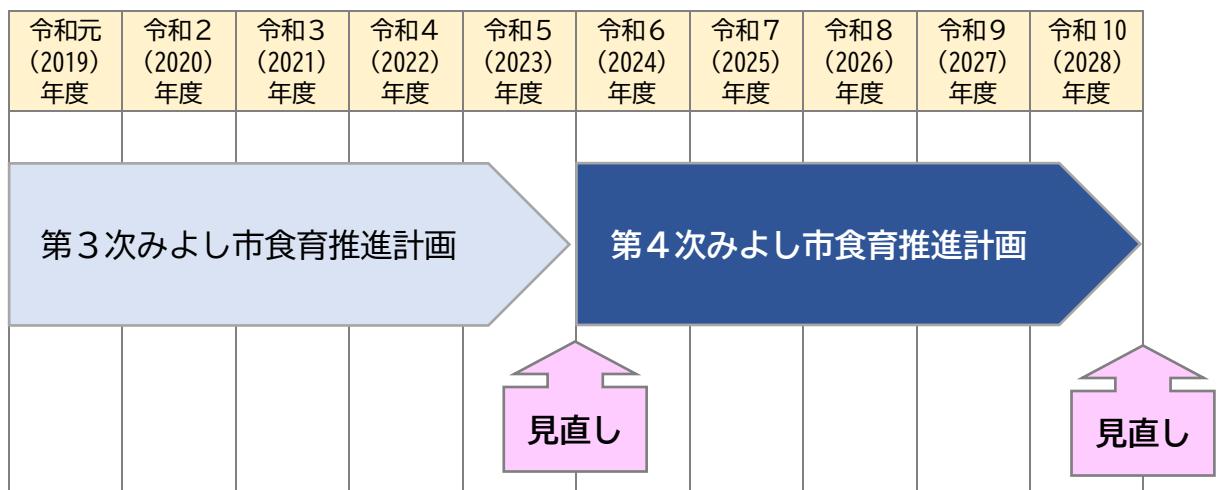 令和元
（2019）
年度
令和２
（2020）
年度
令和３
（2021）
年度
令和４
（2022）
年度
令和５
（2023）
年度
令和６
（2024）
年度
令和７
（2025）
年度
令和８
（2026）
年度
令和９
（2027）
年度
令和 10
（2028）
年度
第３次みよし市食育推進計画
第４次みよし市食育推進計画
見直し
見直し